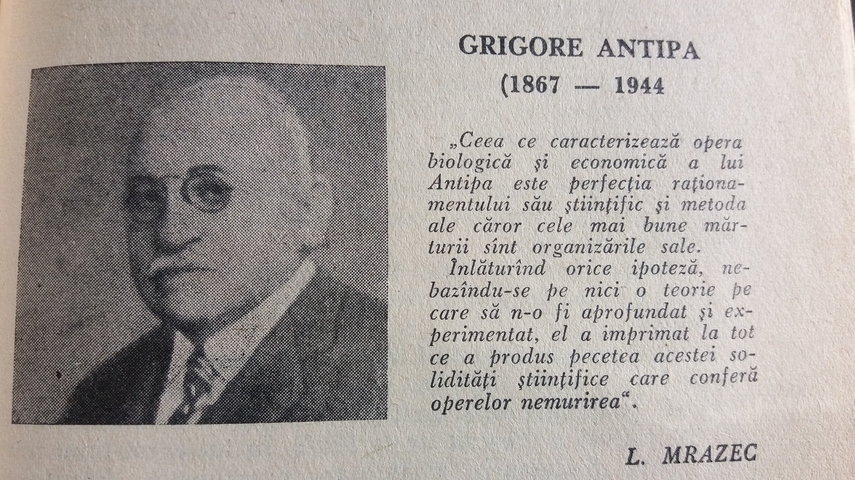 GRIGORE ANTIPA
(1867 — 1944
„Ceea ce caracterizează opera
biologică și economică a lui
Antipa este perfecția raționa-
mentului său științific și metoda
ale căror cele mai bune măr-
turii sînt organizările sale.
Înlăturînd orice ipoteză, ne-
bazîndu-se pe nici o teorie pe
care să n-o fi aprofundat și ex-
perimentat, el a imprimat la tot
ce a produs pecetea acestei so-
lidități științifice care conferă
operelor nemurirea“.
L. MRAZEC